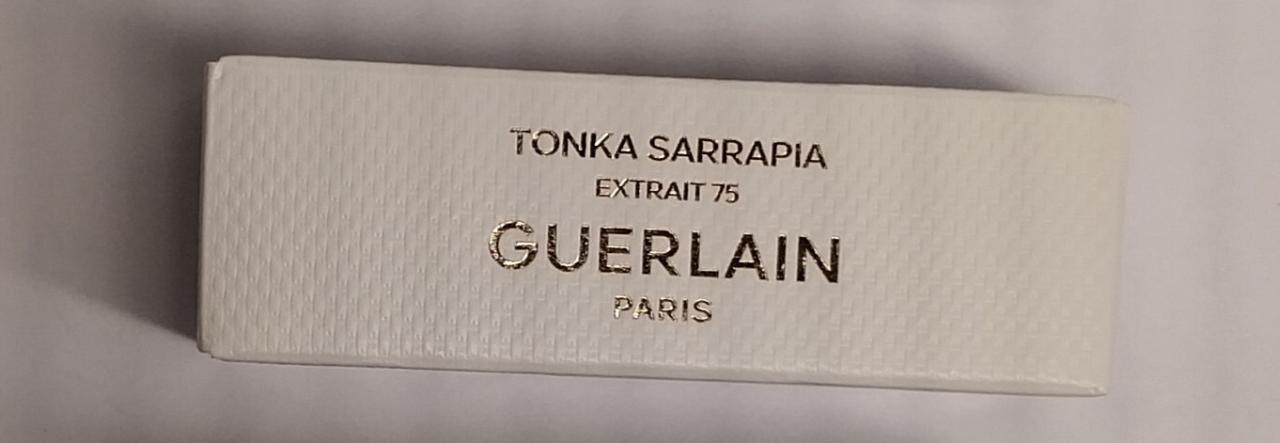 TONKA SARRAPIA
EXTRAIT 75
GUERLAIN
PARIS